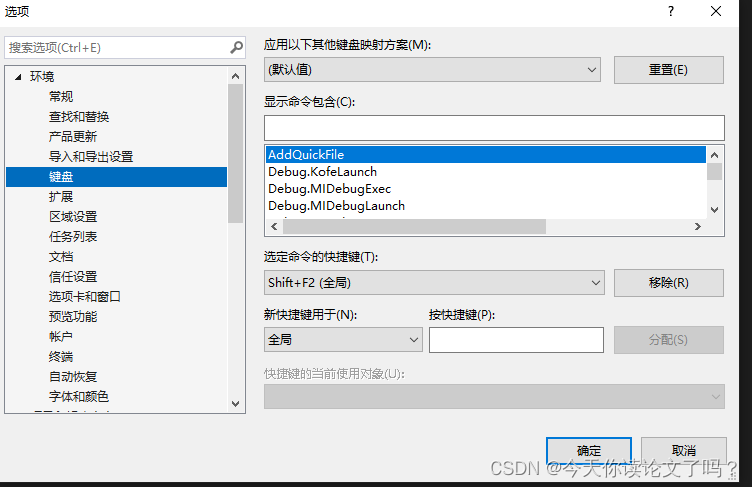 选项
?
搜索选项(Ctrl+E)
环境
常规
查找和替换
产品更新
导入和导出设置
键盘
扩展
区域设置
任务列表
文档
信任设置
选项卡和窗口
预览功能
帐户
终端
自动恢复
字体和颜色
应用以下其他键盘映射方案(M):
(默认值)
重置(E)
显示命令包含(C):
AddQuickFile
Debug.KofeLaunch
Debug.MIDebugExec
Debug.MIDebugLaunch
选定命令的快捷键(T):
Shift+F2 (全局)
移除(R)
新快捷键用于(N):
按快捷键(P):
全局
分配(S)
快捷键的当前使用对象(U):
确定
取消
CSDN @今天你读论文了吗？